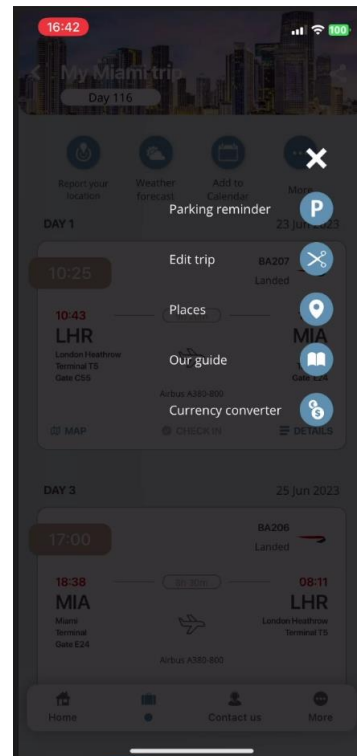 16:42
100
My Miami trip
Day 116
Report your location
Weather forecast
Add to Calendar
More
Parking reminder
P
DAY 1
23 Jun 2023
Edit trip
10:25
BA207
Landed
Places
10:43
LHR
MIA
London Heathrow
Terminal T5
Gate C55
Gate E24
Our guide
Airbus A380-800
Currency converter
MAP
CHECK IN
DETAILS
DAY 3
25 Jun 2023
17:00
BA206
Landed
18:38
08:11
MIA
LHR
Miami
Terminal
Gate E24
London Heathrow
Terminal T5
Airbus A380-800
Home
Contact us
More